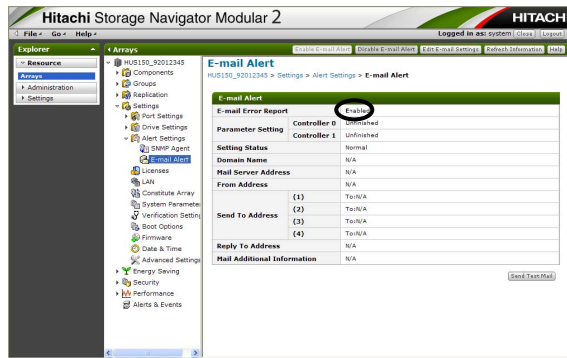 Hitachi Storage Navigator Modular 2
HITACHI
File Go Help
Logged in as: system Close Logout
Explorer
Arrays
Enable E-mail Alert Disable E-mail Alert Edit E-mail Settings Refresh Information Help
Resource
Arrays
Administration
Settings
HUS150_92012345
Components
Groups
Replication
Settings
Port Settings
Drive Settings
Alert Settings
SNMP Agent
E-mail Alert
Licenses
LAN
Constitute Array
System Parameter
Verification Setting
Boot Options
Firmware
Date & Time
Advanced Settings
Energy Saving
Security
Performance
Alerts & Events
E-mail Alert
HUS150_92012345 > Settings > Alert Settings > E-mail Alert
E-mail Alert
E-mail Error Report Enabled
Parameter Setting Controller 0 Unfinished
Controller 1 Unfinished
Setting Status Normal
Domain Name N/A
Mail Server Address N/A
From Address N/A
Send To Address (1) To:N/A
(2) To:N/A
(3) To:N/A
(4) To:N/A
Reply To Address N/A
Mail Additional Information N/A
Send Test Mail